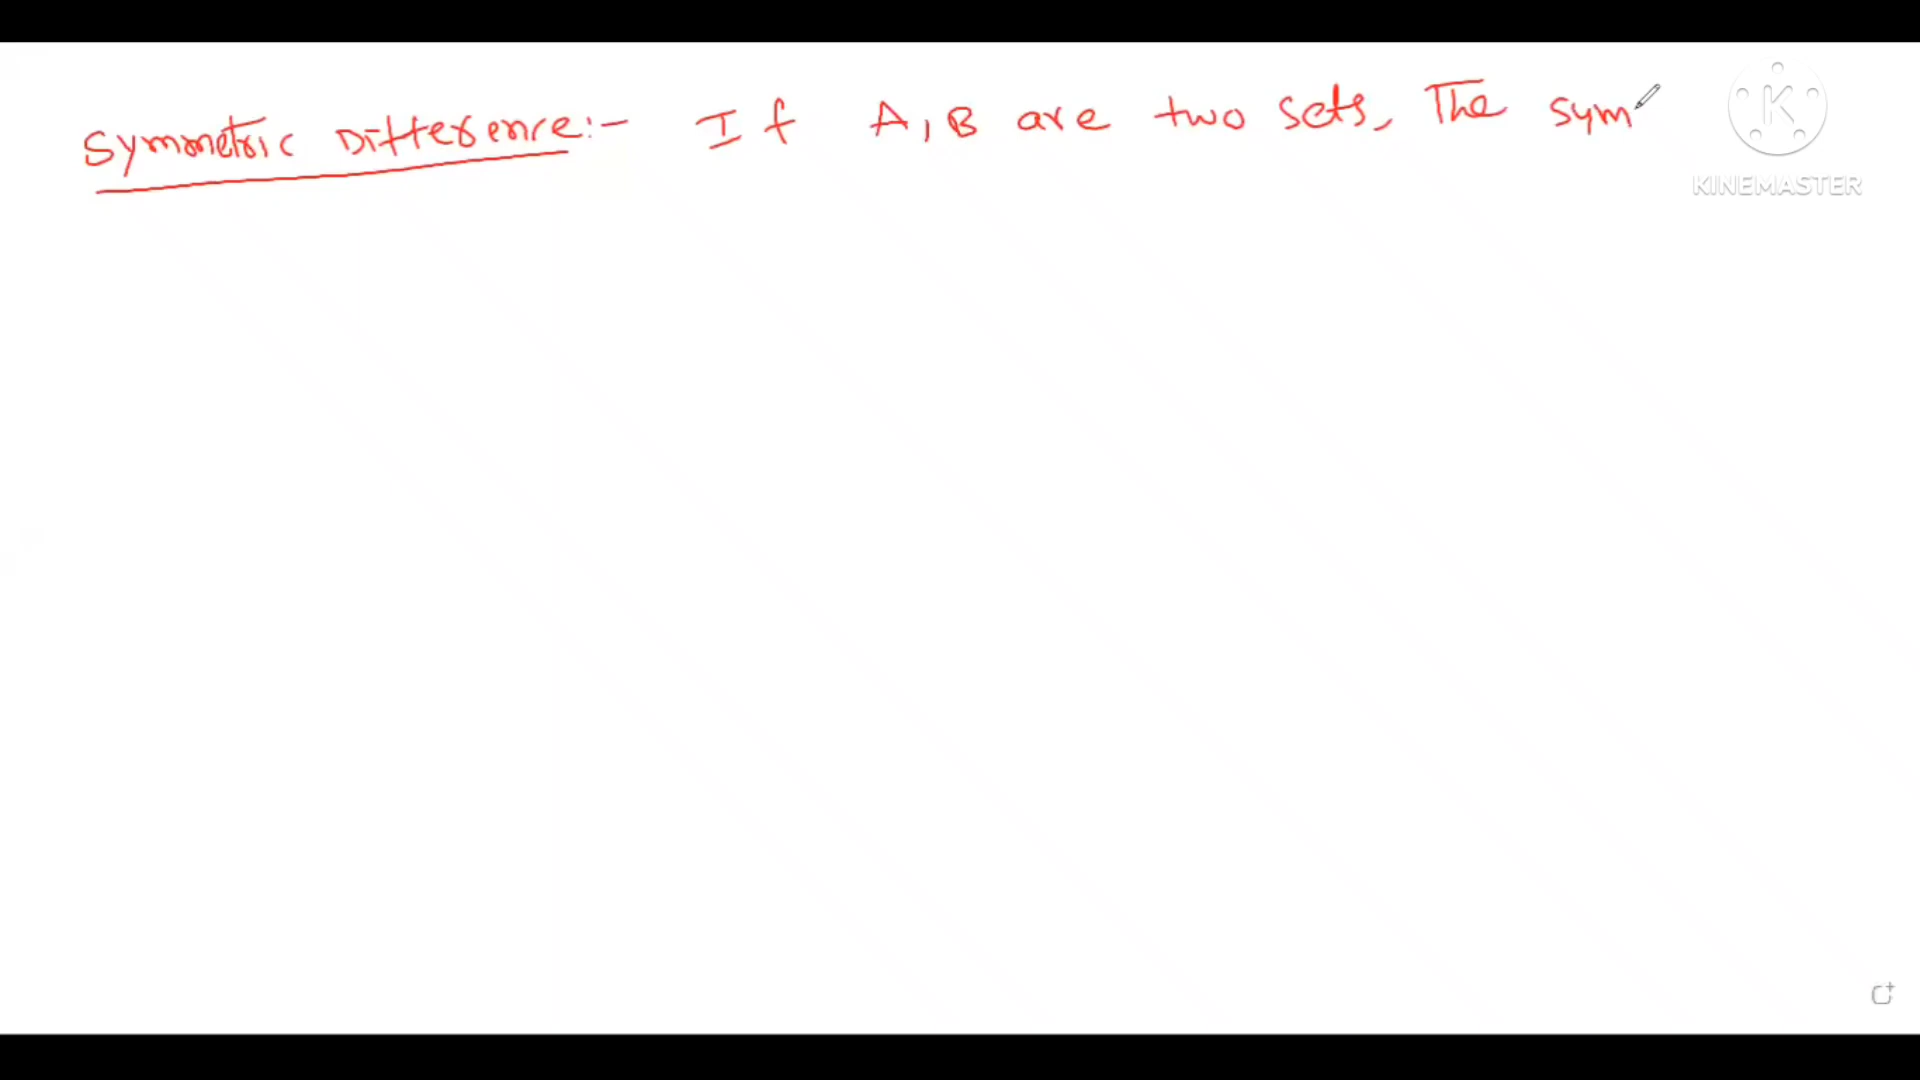 Symmetric Difference:- If A, B are two sets, The sym
KINEMASTER